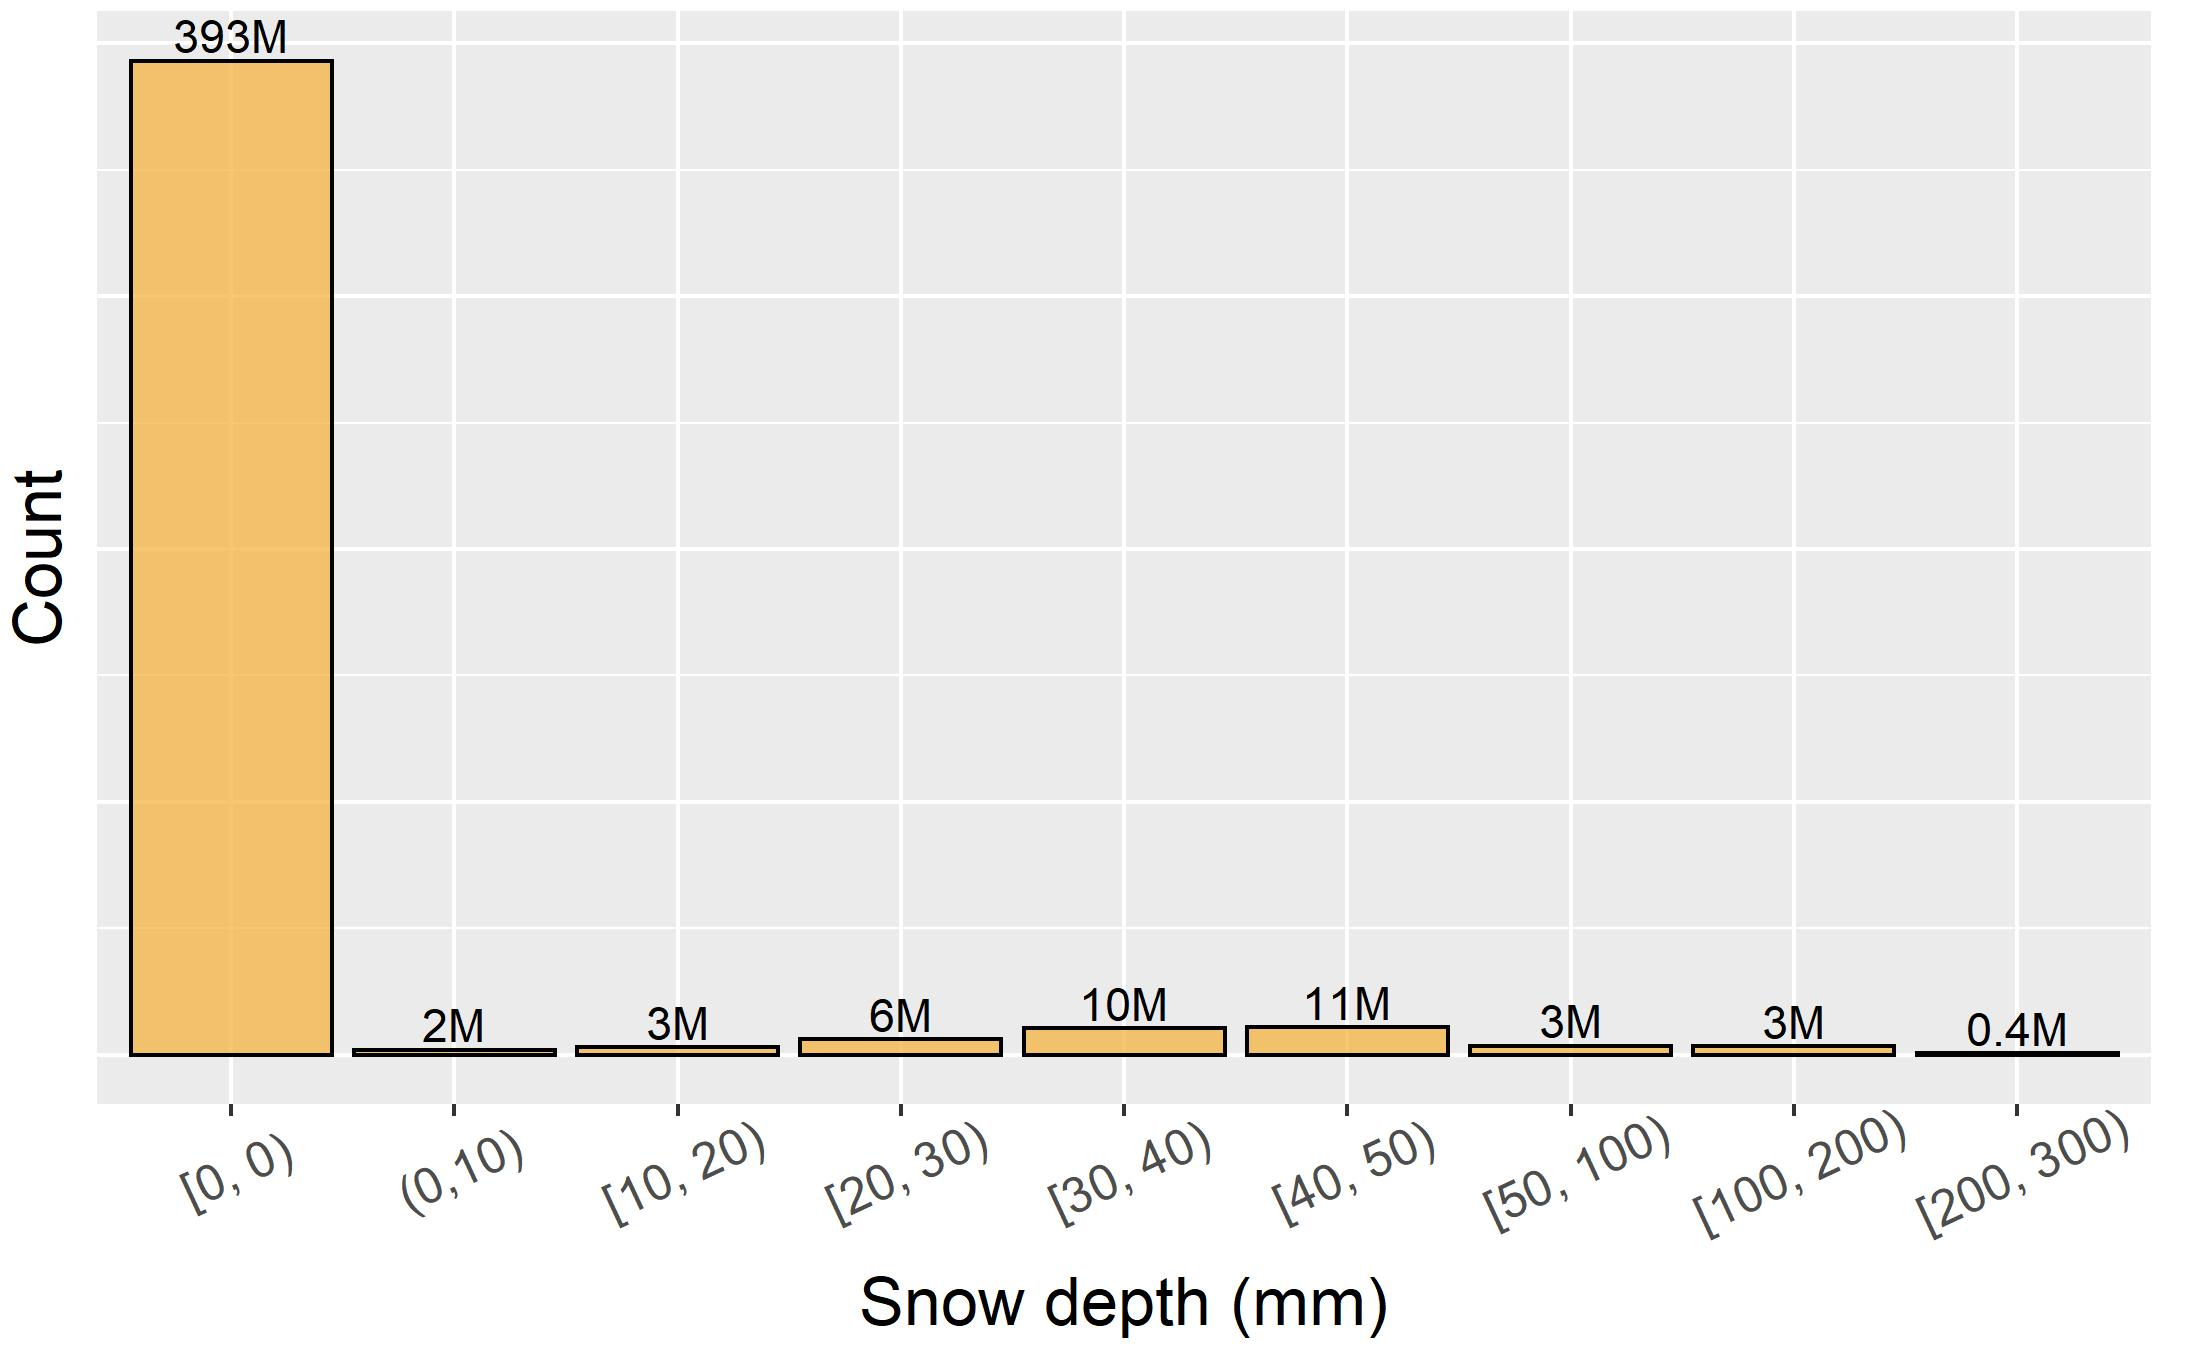 393M
2M
3M
6M
10M
11M
3M
3M
0.4M
Count
[0, 0)
(0,10)
[10, 20)
[20, 30)
[30, 40)
[40, 50)
[50, 100)
[100, 200)
[200, 300)
Snow depth (mm)